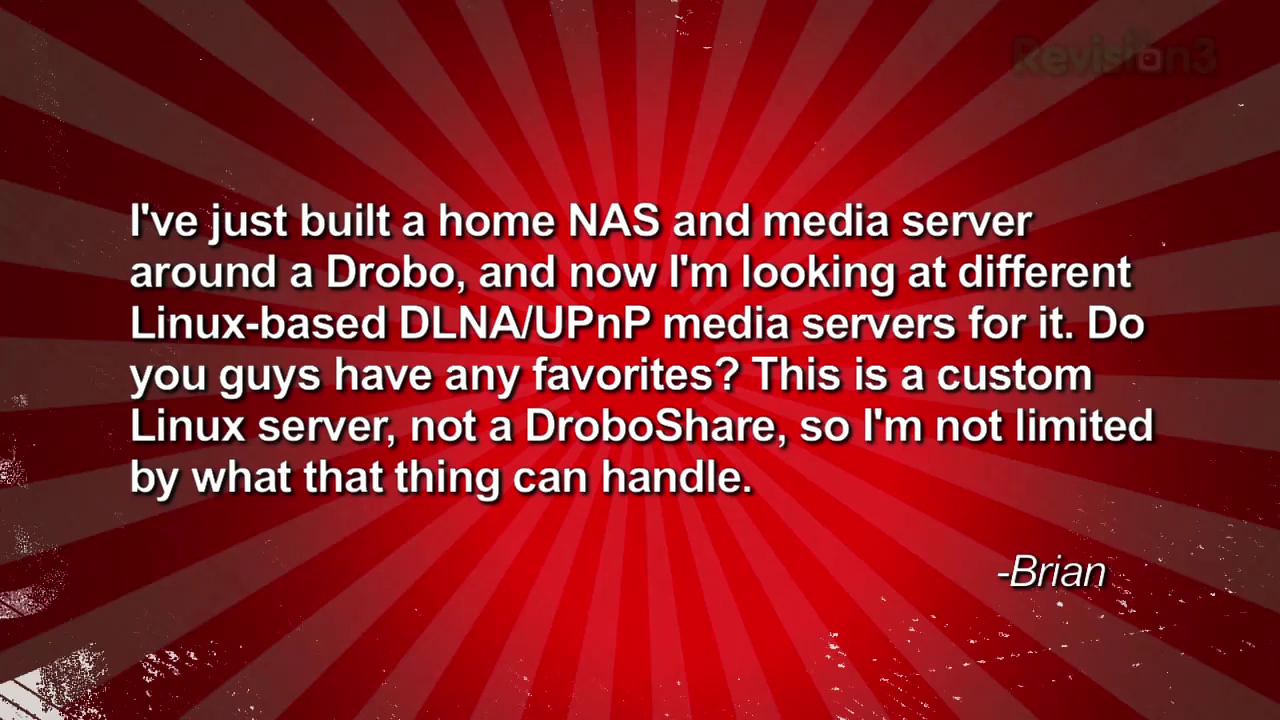 Revision3
I've just built a home NAS and media server
around a Drobo, and now I'm looking at different
Linux-based DLNA/UPnP media servers for it. Do
you guys have any favorites? This is a custom
Linux server, not a DroboShare, so I'm not limited
by what that thing can handle.
-Brian